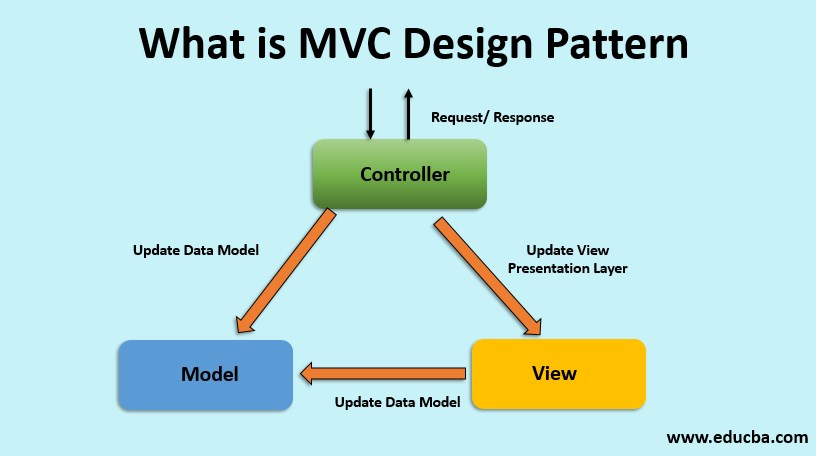 What is MVC Design Pattern
Request/ Response
Controller
Update Data Model
Update View
Presentation Layer
Model
View
Update Data Model
www.educba.com